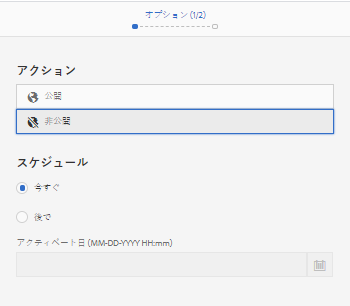 オプション (1/2)
アクション
公開
非公開
スケジュール
今すぐ
後で
アクティベート日 (MM-DD-YYYY HH:mm)